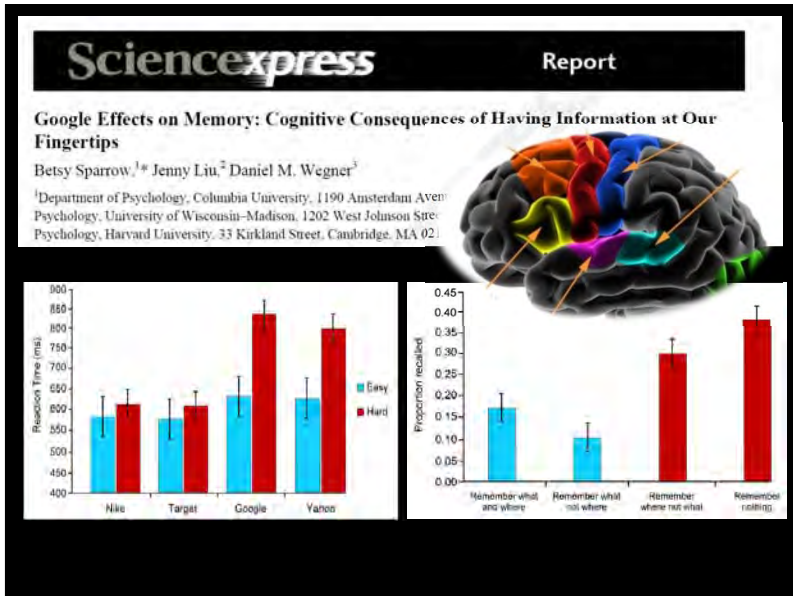 Sciencexpress Report
Google Effects on Memory: Cognitive Consequences of Having Information at Our
Fingertips
Betsy Sparrow,¹* Jenny Liu,² Daniel M. Wegner³
¹Department of Psychology, Columbia University, 1190 Amsterdam Aven
Psychology, University of Wisconsin–Madison, 1202 West Johnson Stre
Psychology, Harvard University, 33 Kirkland Street, Cambridge, MA 021
Reaction Time (ms)
900
850
800
750
700
650
600
550
500
450
400
Nike Target Google Yahoo
Easy
Hard
Proportion recalled
0.45
0.40
0.35
0.30
0.25
0.20
0.15
0.10
0.05
0.00
Remember what
and where
Remember what
not where
Remember
where not what
Remember
nothing